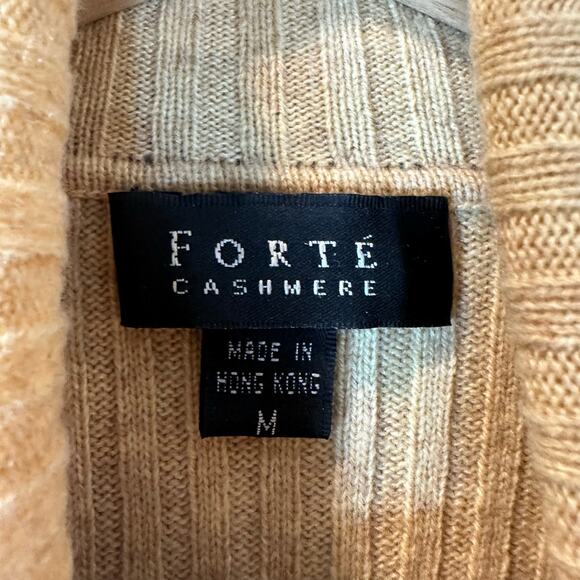 FORTÉ
CASHMERE
MADE IN
HONG KONG
M